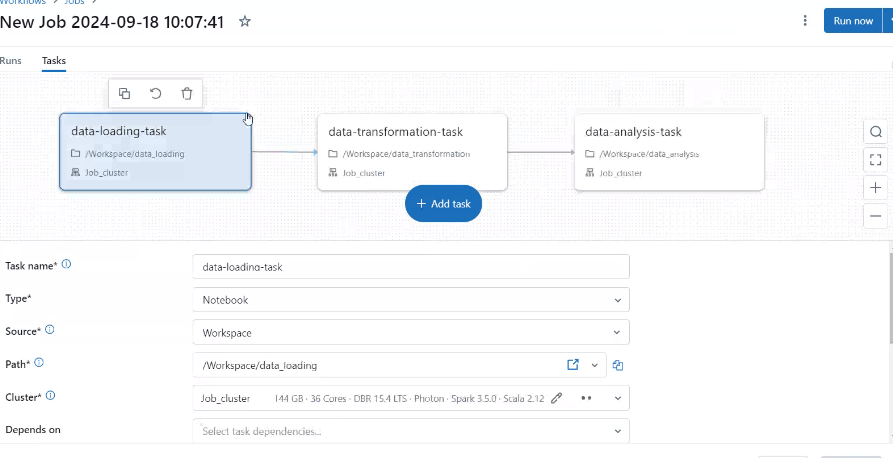 Workflows > Jobs >
New Job 2024-09-18 10:07:41
Run now
Runs Tasks
data-loading-task
/Workspace/data_loading
Job_cluster
data-transformation-task
/Workspace/data_transformation
Job_cluster
data-analysis-task
/Workspace/data_analysis
Job_cluster
+ Add task
Task name* data-loading-task
Type* Notebook
Source* Workspace
Path* /Workspace/data_loading
Cluster* Job_cluster 144 GB · 36 Cores · DBR 15.4 LTS · Photon · Spark 3.5.0 · Scala 2.12
Depends on Select task dependencies...